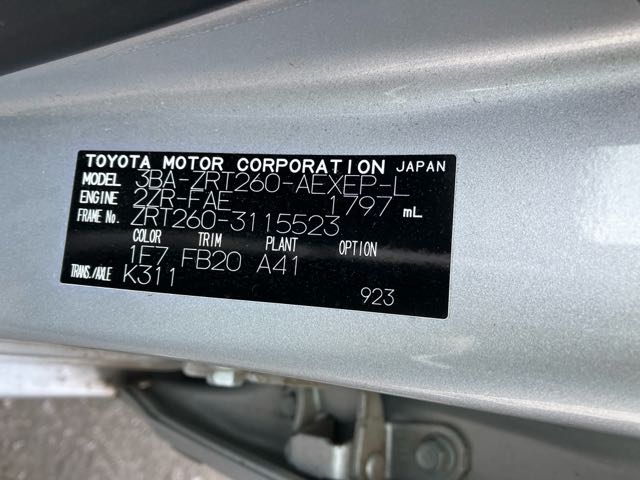 TOYOTA MOTOR CORPORATION JAPAN
MODEL 3BA-ZRT260-AEXEP-L
ENGINE 2ZR-FAE 1797 mL
FRAME No. ZRT260-3115523
COLOR TRIM PLANT OPTION
1F7 FB20 A41
TRANS./AXLE K311
923